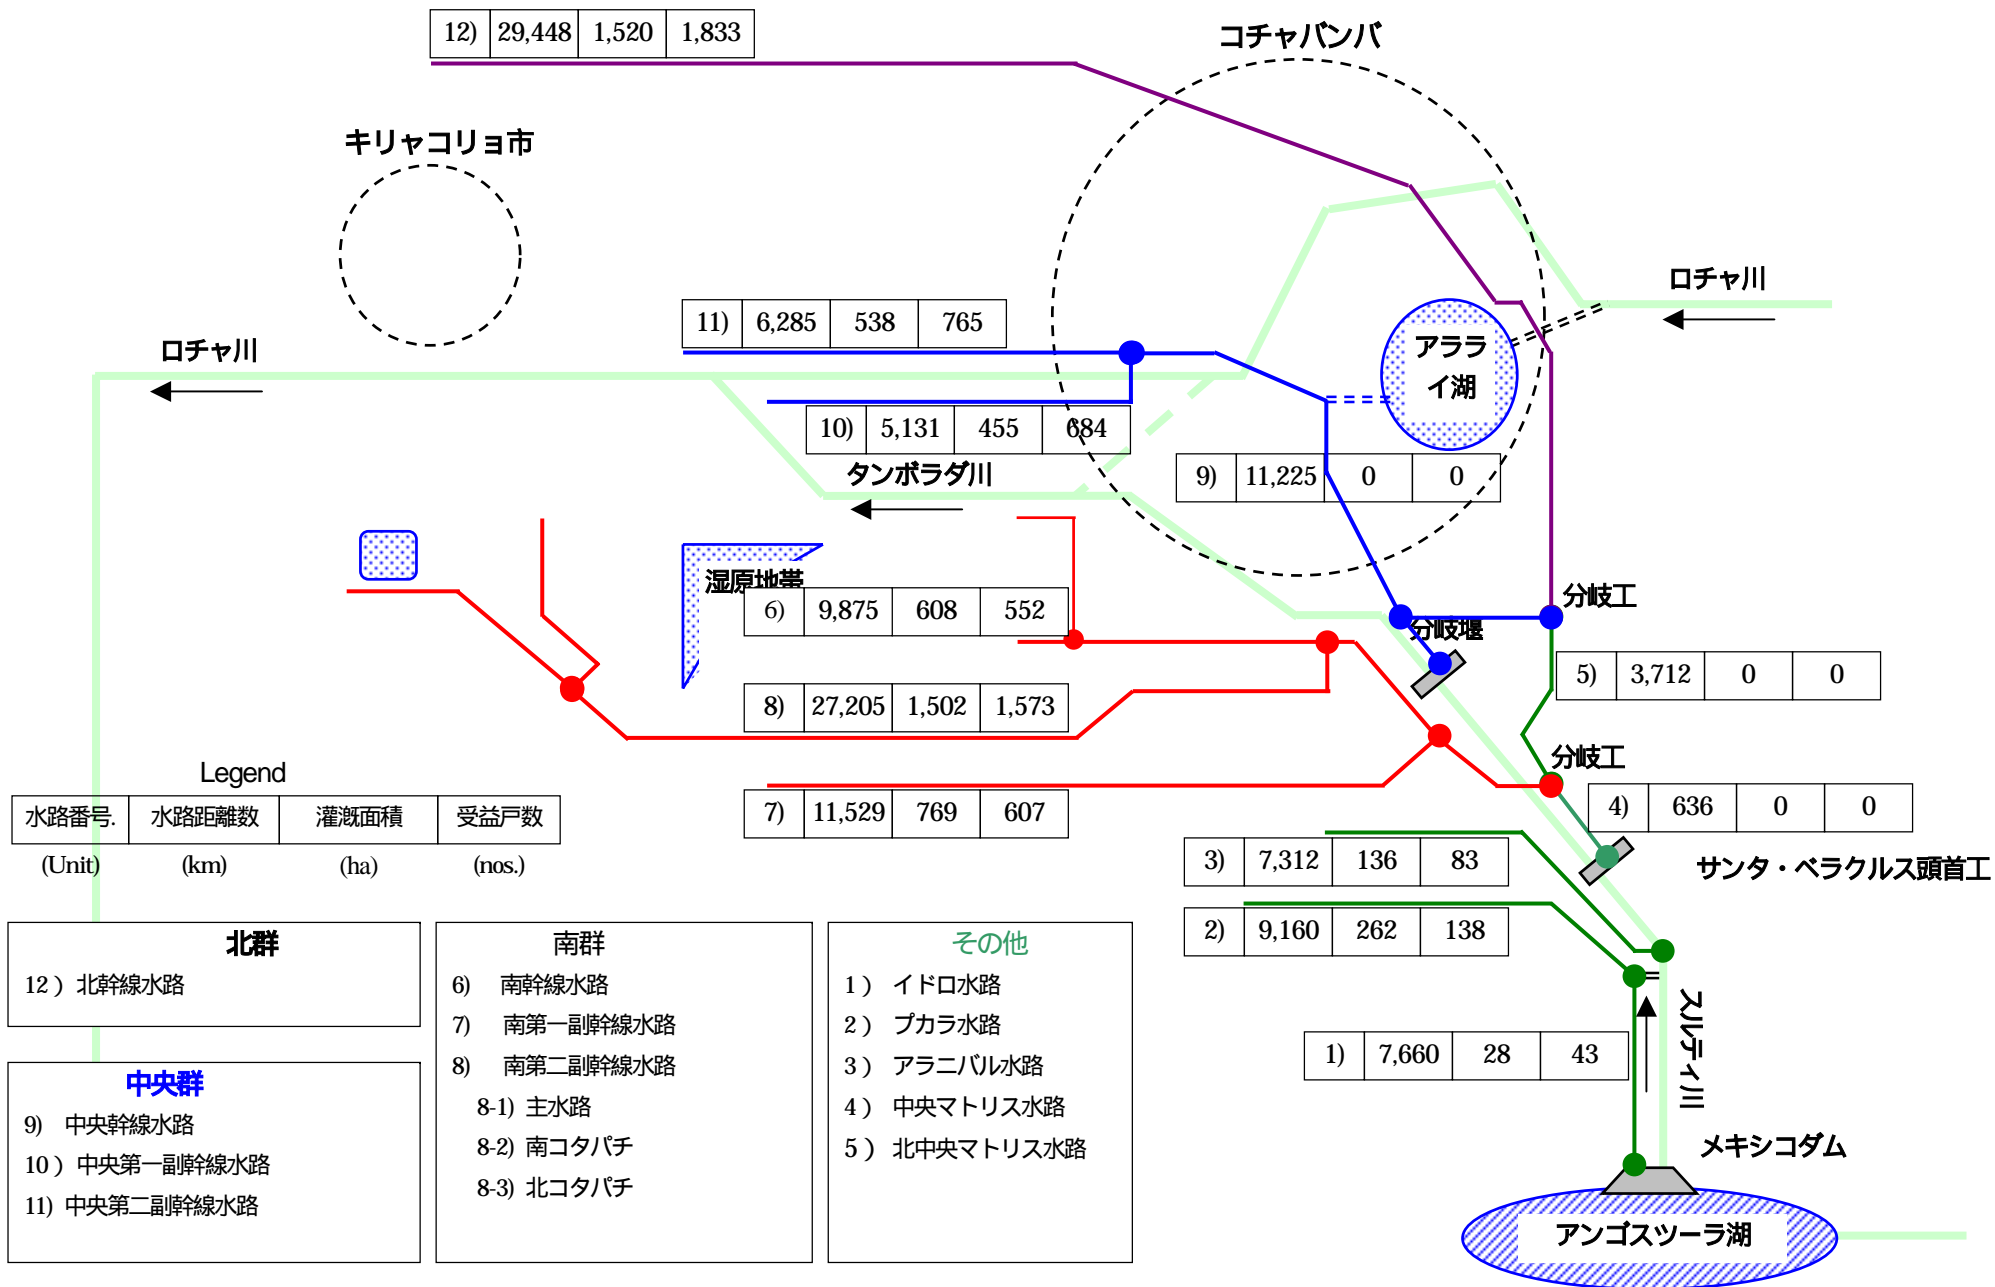 12) 29,448 1,520 1,833
コチャバンバ
キリャコリョ市
ロチャ川
11) 6,285 538 765
アララ
イ湖
ロチャ川
10) 5,131 455 684
タンボラダ川
9) 11,225 0 0
湿原地帯
6) 9,875 608 552
分岐工
分岐堰
5) 3,712 0 0
8) 27,205 1,502 1,573
分岐工
7) 11,529 769 607
4) 636 0 0
サンタ・ベラクルス頭首工
3) 7,312 136 83
2) 9,160 262 138
スルティ川
1) 7,660 28 43
メキシコダム
アンゴスツーラ湖
Legend
水路番号. 水路距離数 灌漑面積 受益戸数
(Unit) (km) (ha) (nos.)
北群
12） 北幹線水路
中央群
9) 中央幹線水路
10） 中央第一副幹線水路
11) 中央第二副幹線水路
南群
6) 南幹線水路
7) 南第一副幹線水路
8) 南第二副幹線水路
8-1) 主水路
8-2) 南コタパチ
8-3) 北コタパチ
その他
1） イドロ水路
2） プカラ水路
3） アラニバル水路
4） 中央マトリス水路
5） 北中央マトリス水路